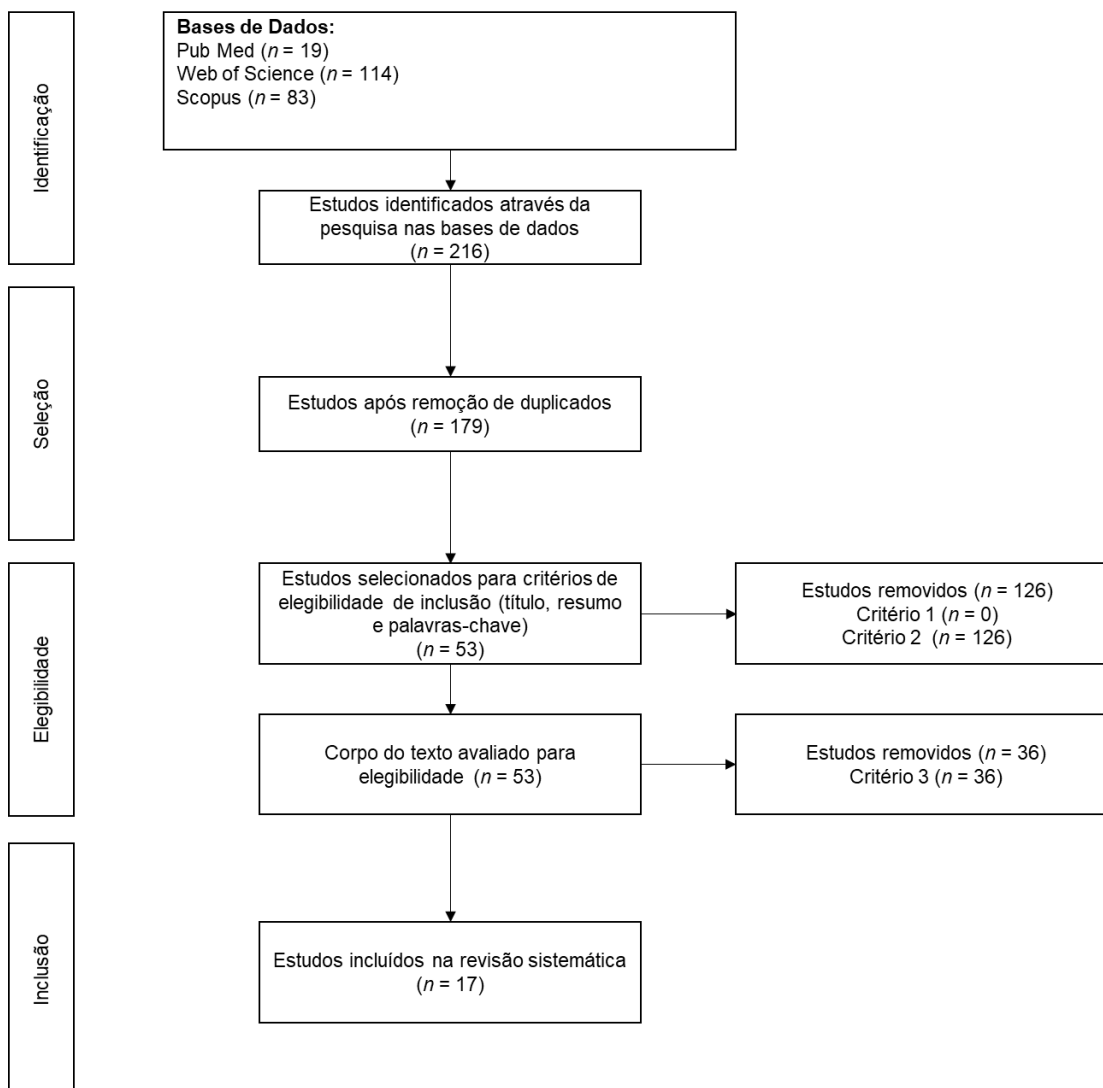 Identificação
Bases de Dados:
Pub Med (n = 19)
Web of Science (n = 114)
Scopus (n = 83)
Estudos identificados através da
pesquisa nas bases de dados
(n = 216)
Seleção
Estudos após remoção de duplicados
(n = 179)
Elegibilidade
Estudos selecionados para critérios de
elegibilidade de inclusão (título, resumo
e palavras-chave)
(n = 53)
Estudos removidos (n = 126)
Critério 1 (n = 0)
Critério 2 (n = 126)
Corpo do texto avaliado para
elegibilidade (n = 53)
Estudos removidos (n = 36)
Critério 3 (n = 36)
Inclusão
Estudos incluídos na revisão sistemática
(n = 17)